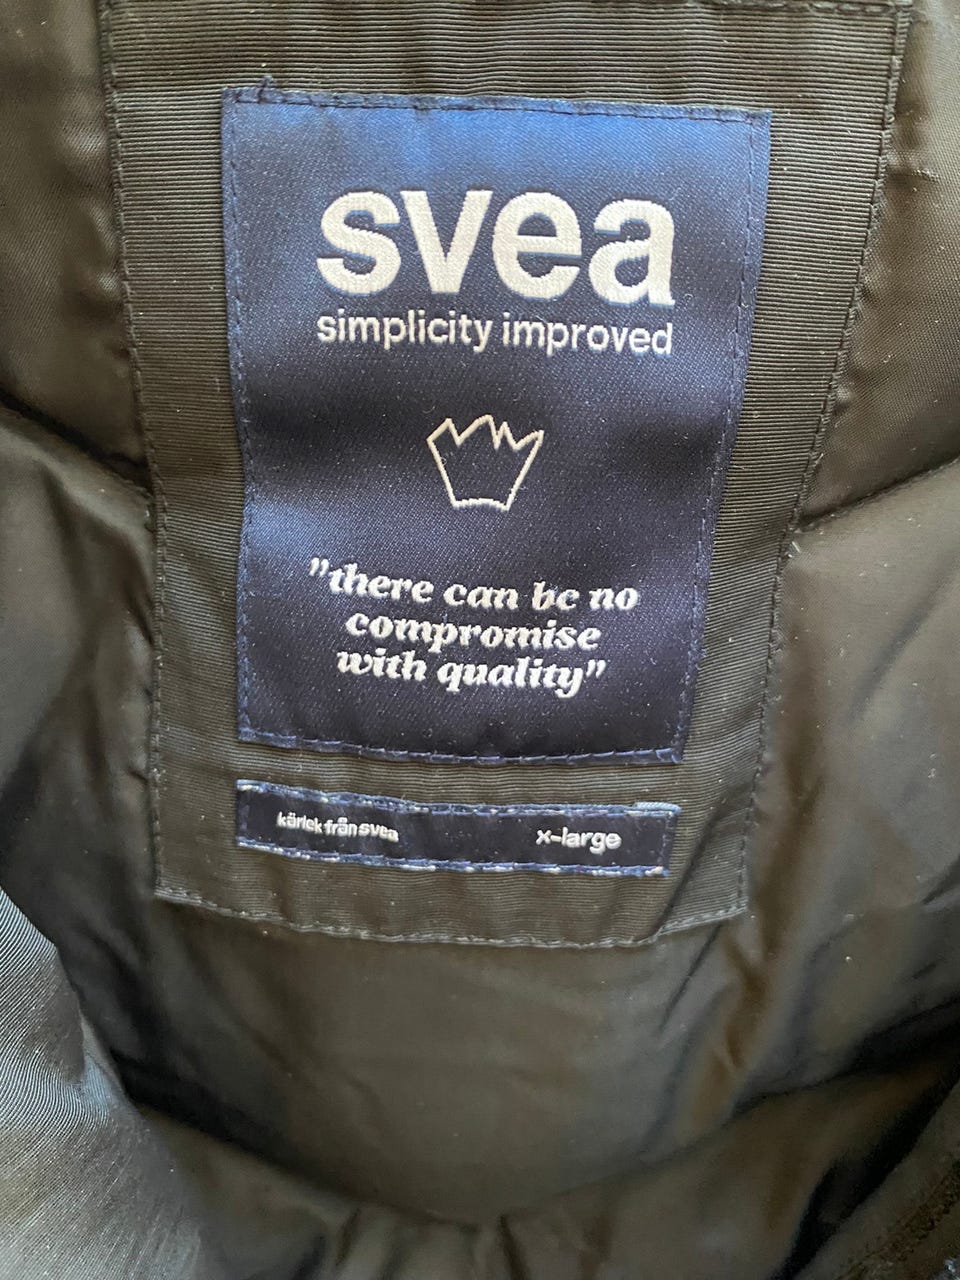 svea
simplicity improved
"there can be no
compromise
with quality"
kärlek från svea
x-large